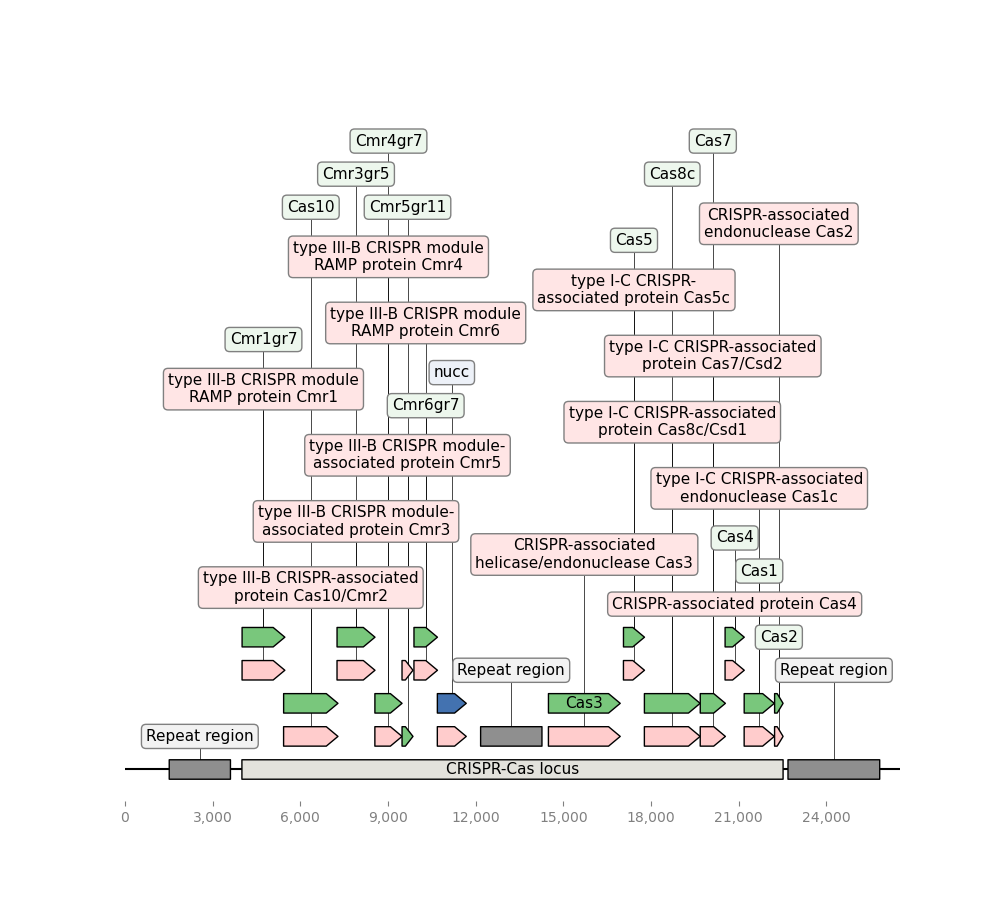 Cmr4gr7
Cas7
Cmr3gr5
Cas8c
Cas10
Cmr5gr11
CRISPR-associated
endonuclease Cas2
Cas5
type III-B CRISPR module
RAMP protein Cmr4
type I-C CRISPR-
associated protein Cas5c
type III-B CRISPR module
RAMP protein Cmr6
Cmr1gr7
type I-C CRISPR-associated
protein Cas7/Csd2
nucc
type III-B CRISPR module
RAMP protein Cmr1
Cmr6gr7
type I-C CRISPR-associated
protein Cas8c/Csd1
type III-B CRISPR module-
associated protein Cmr5
type I-C CRISPR-associated
endonuclease Cas1c
type III-B CRISPR module-
associated protein Cmr3
Cas4
CRISPR-associated
helicase/endonuclease Cas3
Cas1
type III-B CRISPR-associated
protein Cas10/Cmr2
CRISPR-associated protein Cas4
Cas2
Repeat region
Repeat region
Cas3
Repeat region
CRISPR-Cas locus
0
3,000
6,000
9,000
12,000
15,000
18,000
21,000
24,000